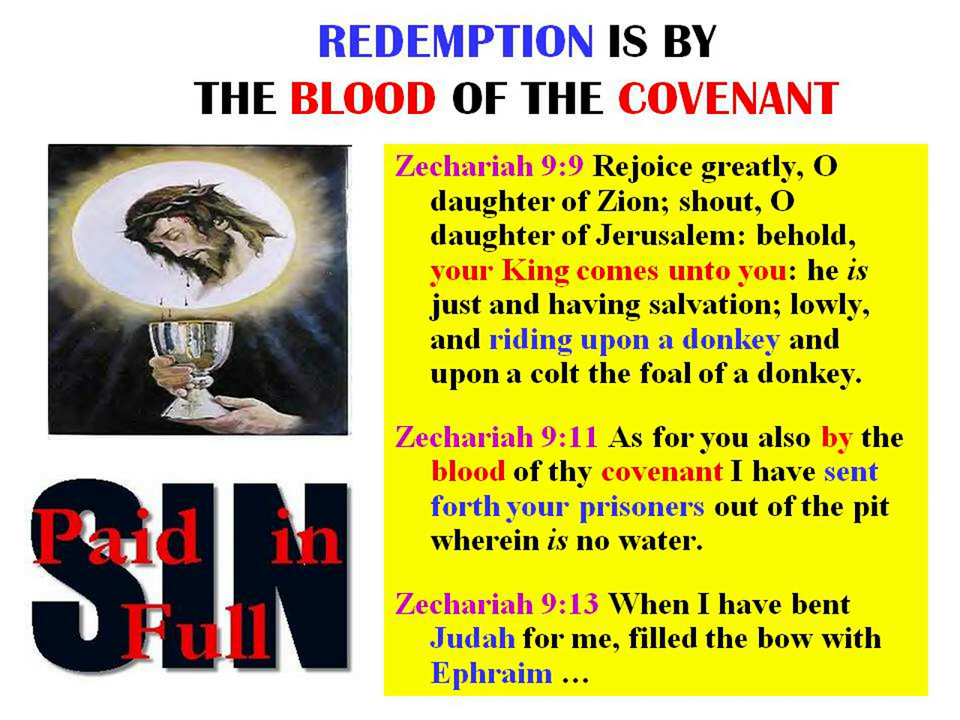 REDEMPTION IS BY
THE BLOOD OF THE COVENANT
Zechariah 9:9 Rejoice greatly, O
daughter of Zion; shout, O
daughter of Jerusalem: behold,
your King comes unto you: he is
just and having salvation; lowly,
and riding upon a donkey and
upon a colt the foal of a donkey.
Zechariah 9:11 As for you also by the
blood of thy covenant I have sent
forth your prisoners out of the pit
wherein is no water.
Zechariah 9:13 When I have bent
Judah for me, filled the bow with
Ephraim …
SIN
Paid in
Full